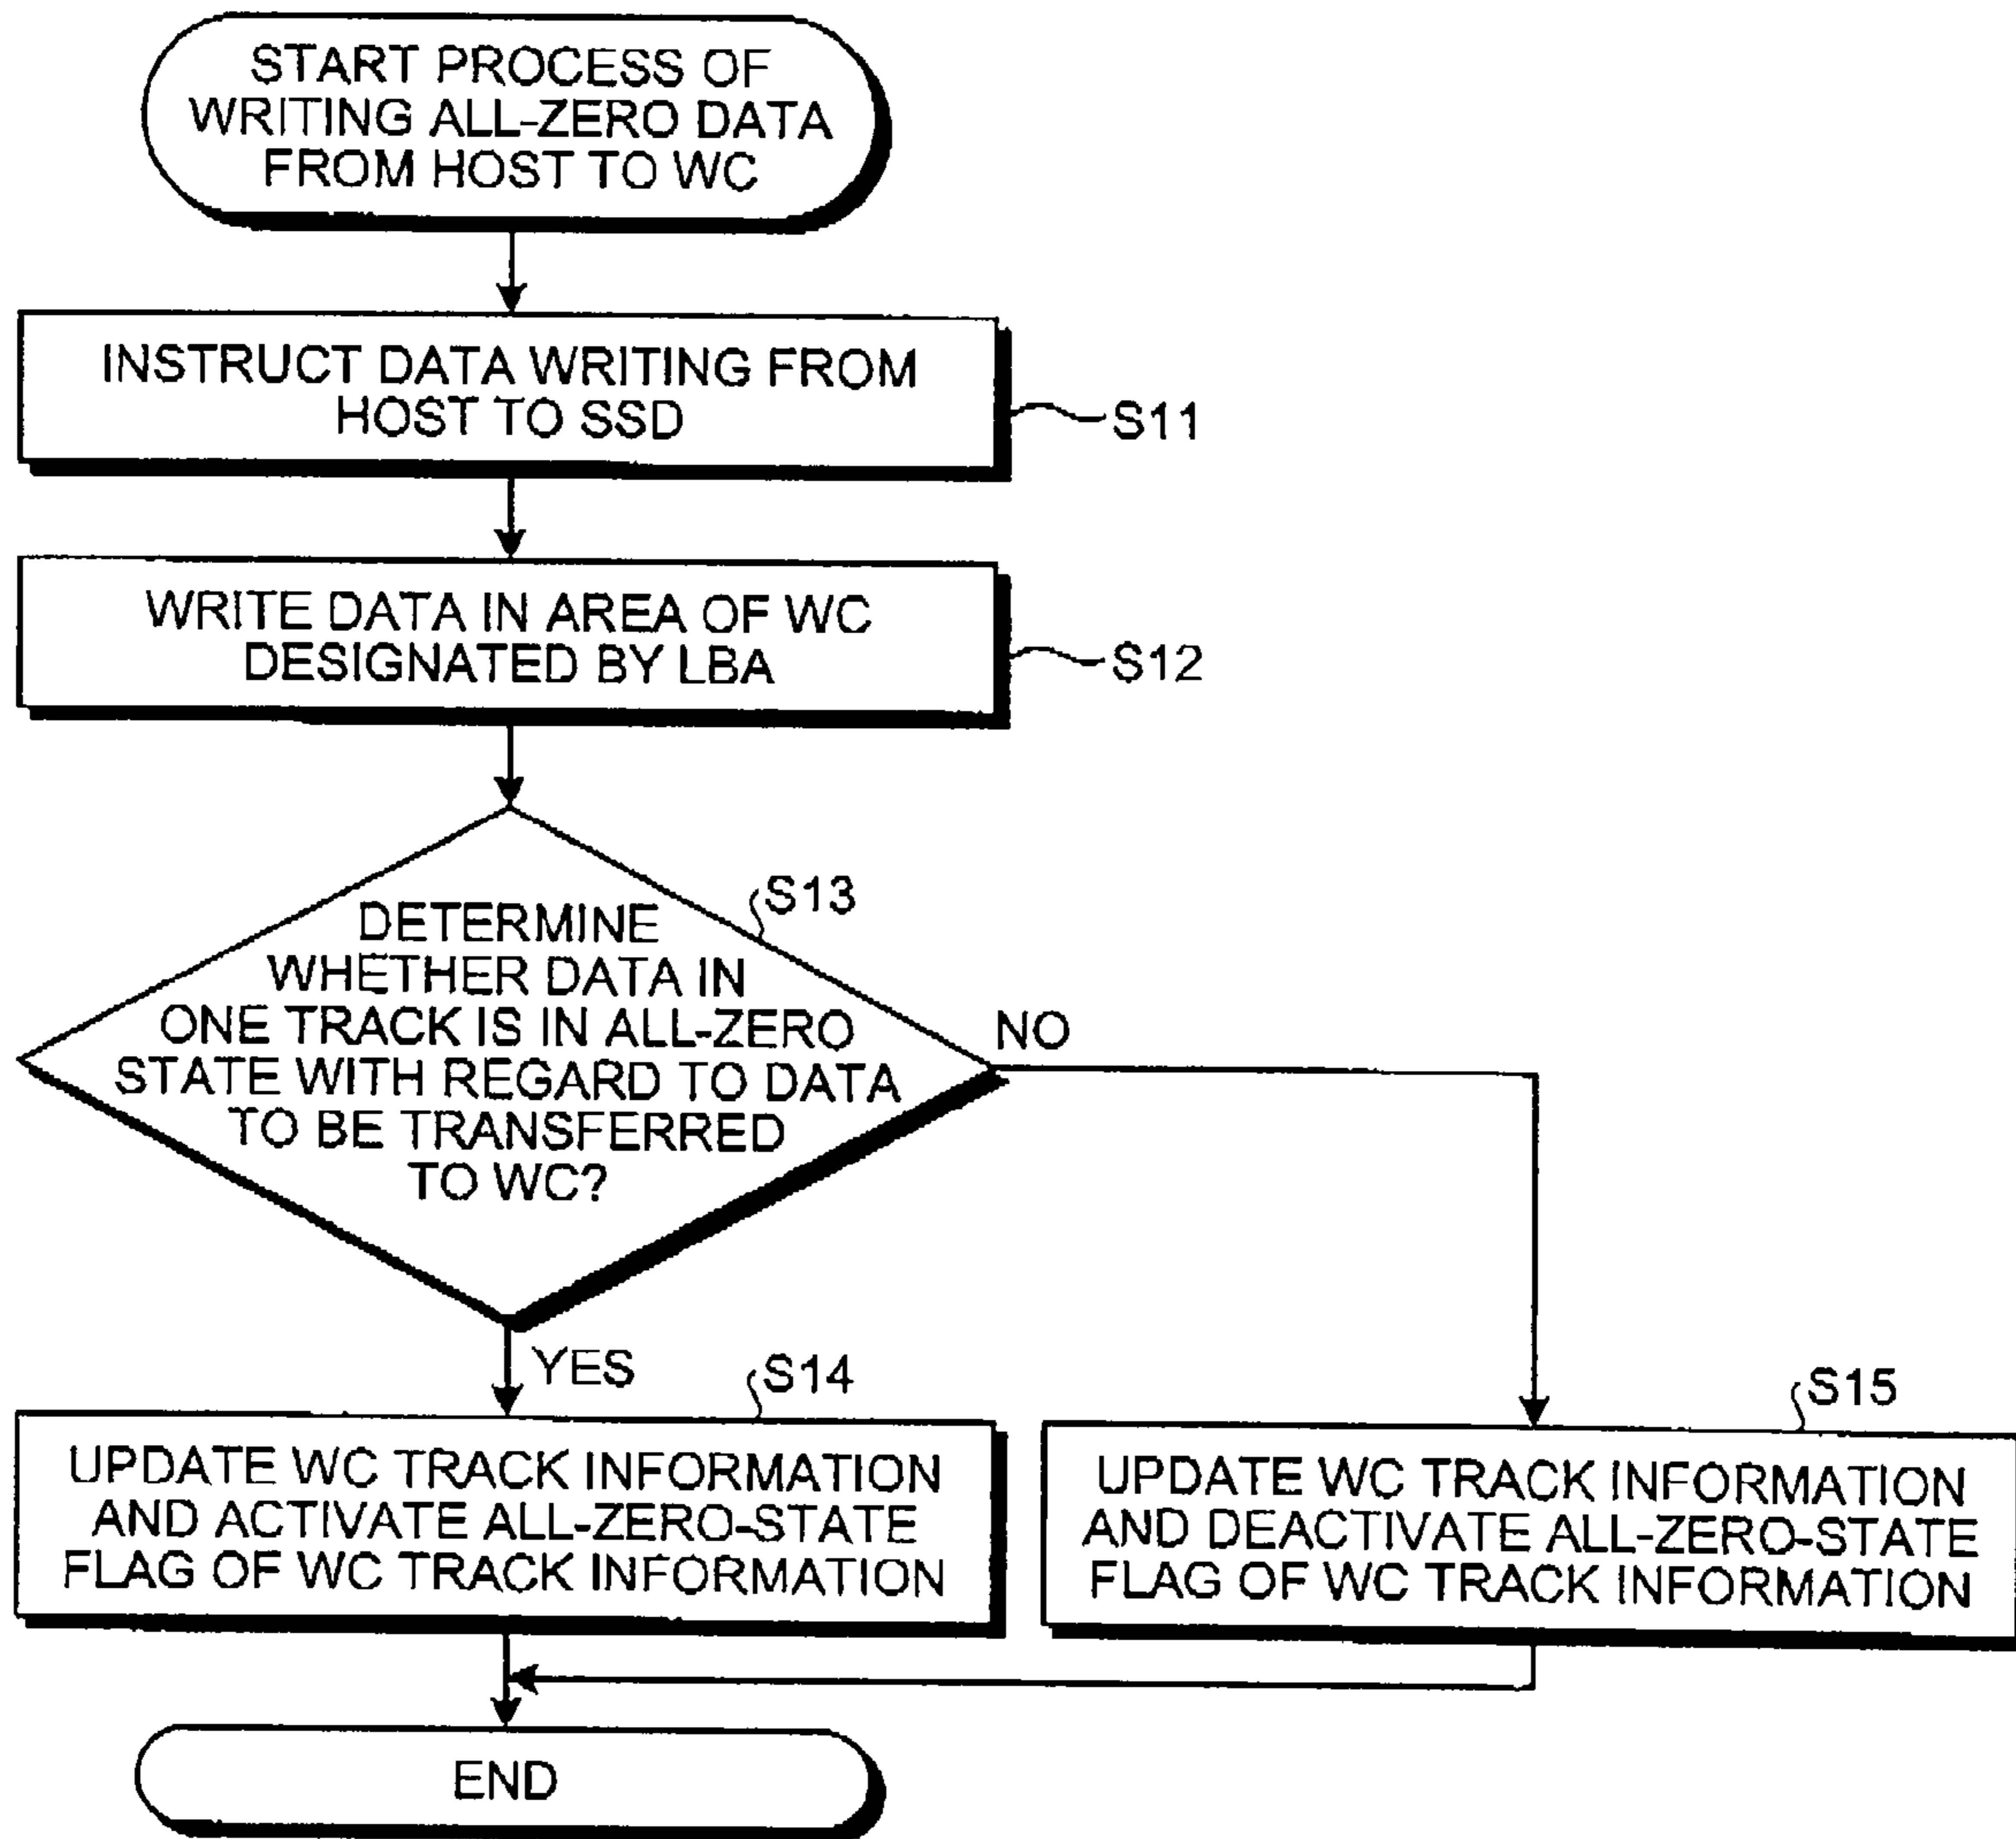 START PROCESS OF
WRITING ALL-ZERO DATA
FROM HOST TO WC
INSTRUCT DATA WRITING FROM
HOST TO SSD
S11
WRITE DATA IN AREA OF WC
DESIGNATED BY LBA
S12
S13
DETERMINE
WHETHER DATA IN
ONE TRACK IS IN ALL-ZERO
STATE WITH REGARD TO DATA
TO BE TRANSFERRED
TO WC?
NO
YES
S14
UPDATE WC TRACK INFORMATION
AND ACTIVATE ALL-ZERO-STATE
FLAG OF WC TRACK INFORMATION
S15
UPDATE WC TRACK INFORMATION
AND DEACTIVATE ALL-ZERO-STATE
FLAG OF WC TRACK INFORMATION
END